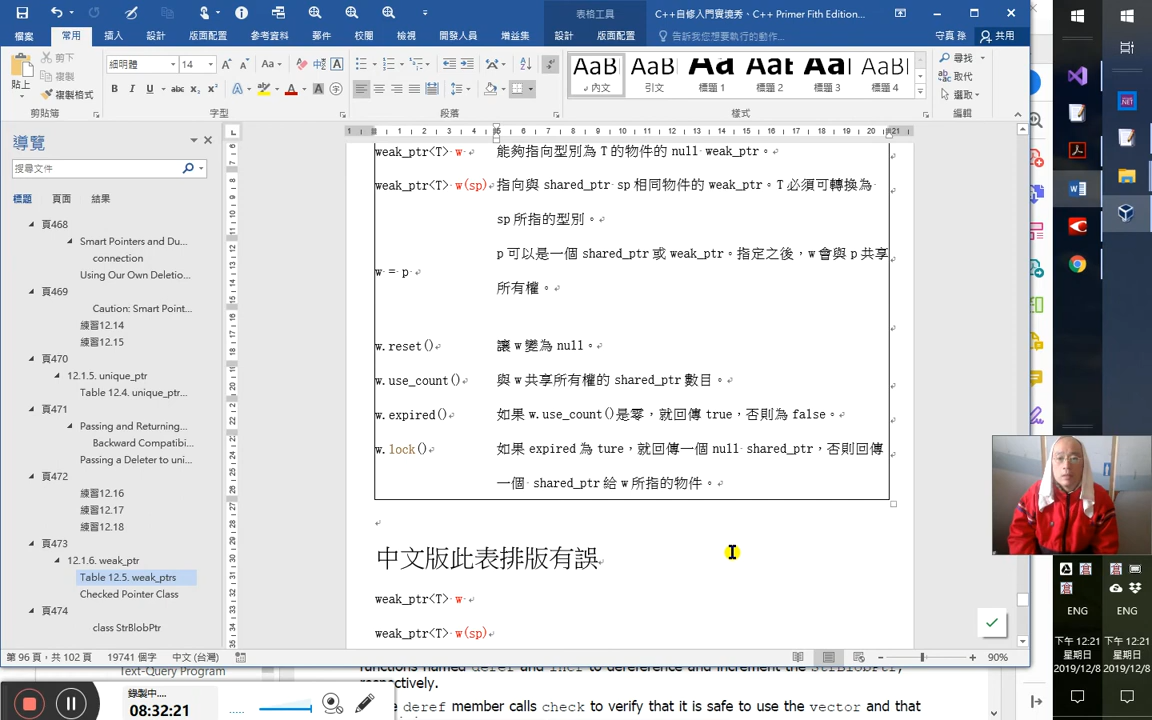 C++自修入門實境秀、C++ Primer Fith Edition...
表格工具
檔案 常用 插入 設計 版面配置 參考資料 郵件 校閱 檢視 開發人員 增益集 設計 版面配置 告訴我您想要執行的動作... 守真 孫 共用
剪下
複製
複製格式
貼上
細明體 14
AaB AaBb AaB AaB AaB AaBb(
內文 引文 標題 1 標題 2 標題 3 標題 4
尋找
取代
選取
剪貼簿 字型 段落 樣式 編輯
導覽
搜尋文件
標題 頁面 結果
頁468
Smart Pointers and Du...
connection
Using Our Own Deletio...
頁469
Caution: Smart Point...
練習12.14
練習12.15
頁470
12.1.5. unique_ptr
Table 12.4. unique_ptr...
頁471
Passing and Returning...
Backward Compatibi...
Passing a Deleter to uni...
頁472
練習12.16
練習12.17
練習12.18
頁473
12.1.6. weak_ptr
Table 12.5. weak_ptrs
Checked Pointer Class
頁474
class StrBlobPtr
weak_ptr<T> w 能夠指向型別為 T 的物件的 null weak_ptr。
weak_ptr<T> w(sp) 指向與 shared_ptr sp 相同物件的 weak_ptr。T 必須可轉換為
sp 所指的型別。
p 可以是一個 shared_ptr 或 weak_ptr。指定之後，w 會與 p 共享
w = p
所有權。
w.reset() 讓 w 變為 null。
w.use_count() 與 w 共享所有權的 shared_ptr 數目。
w.expired() 如果 w.use_count()是零，就回傳 true，否則為 false。
w.lock() 如果 expired 為 ture，就回傳一個 null shared_ptr，否則回傳
一個 shared_ptr 給 w 所指的物件。
中文版此表排版有誤
weak_ptr<T> w
weak_ptr<T> w(sp)
第 96 頁，共 102 頁 19741 個字 中文 (台灣) 90%
Text-Query Program
functions named deref and incr to dereference and increment the StrBlobPtr,
respectively.
deref member calls check to verify that it is safe to use the vector and that
錄製中....
08:32:21
ENG ENG
下午 12:21 下午 12:21
星期日 星期日
2019/12/8 2019/12/8